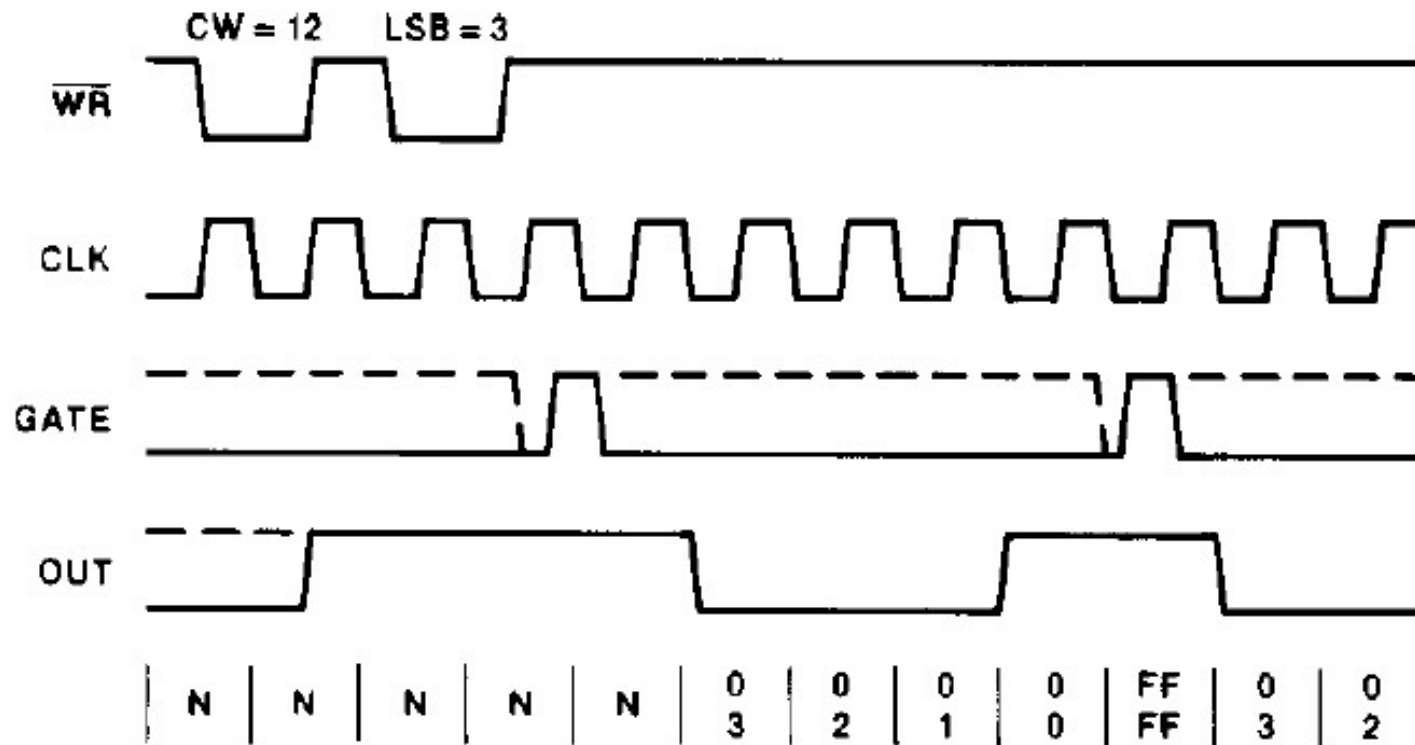 CW = 12 LSB = 3
WR
CLK
GATE
OUT
N N N N N 0 0 0 0 FF 0 0
3 2 1 0 FF 3 2